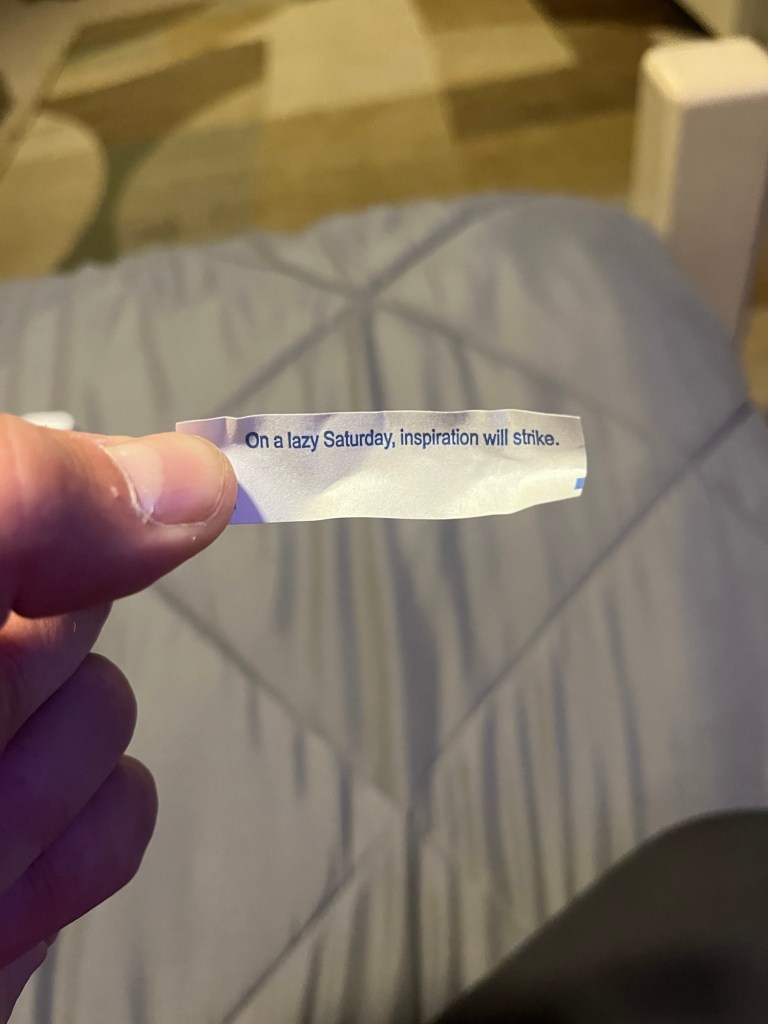 On a lazy Saturday, inspiration will strike.